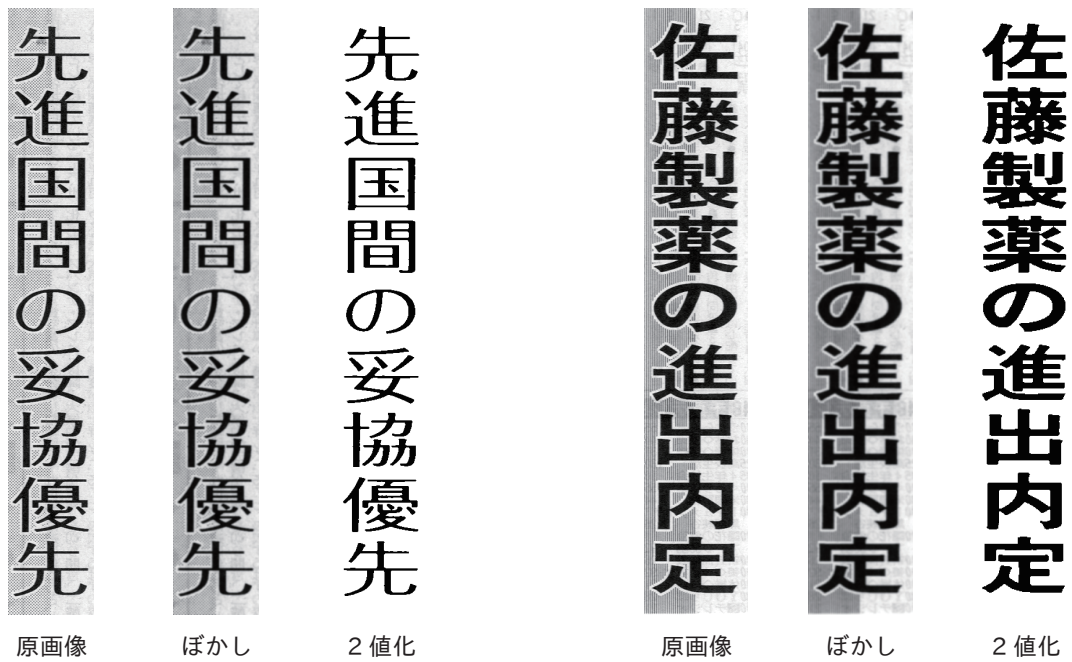 先進国間の妥協優先
先進国間の妥協優先
先進国間の妥協優先
佐藤製薬の進出内定
佐藤製薬の進出内定
佐藤製薬の進出内定
原画像
ぼかし
2値化
原画像
ぼかし
2値化